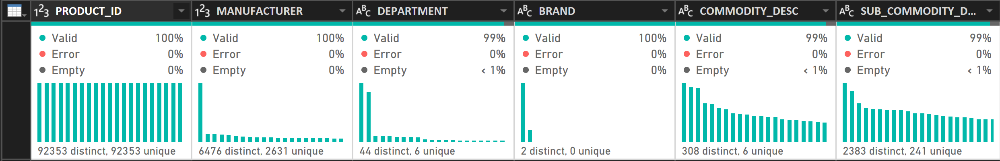 1²3 PRODUCT_ID
1²3 MANUFACTURER
ABC DEPARTMENT
ABC BRAND
ABC COMMODITY_DESC
ABC SUB_COMMODITY_D...
Valid 100%
Error 0%
Empty 0%
92353 distinct, 92353 unique
Valid 100%
Error 0%
Empty 0%
6476 distinct, 2631 unique
Valid 99%
Error 0%
Empty < 1%
44 distinct, 6 unique
Valid 100%
Error 0%
Empty 0%
2 distinct, 0 unique
Valid 99%
Error 0%
Empty < 1%
308 distinct, 6 unique
Valid 99%
Error 0%
Empty < 1%
2383 distinct, 241 unique